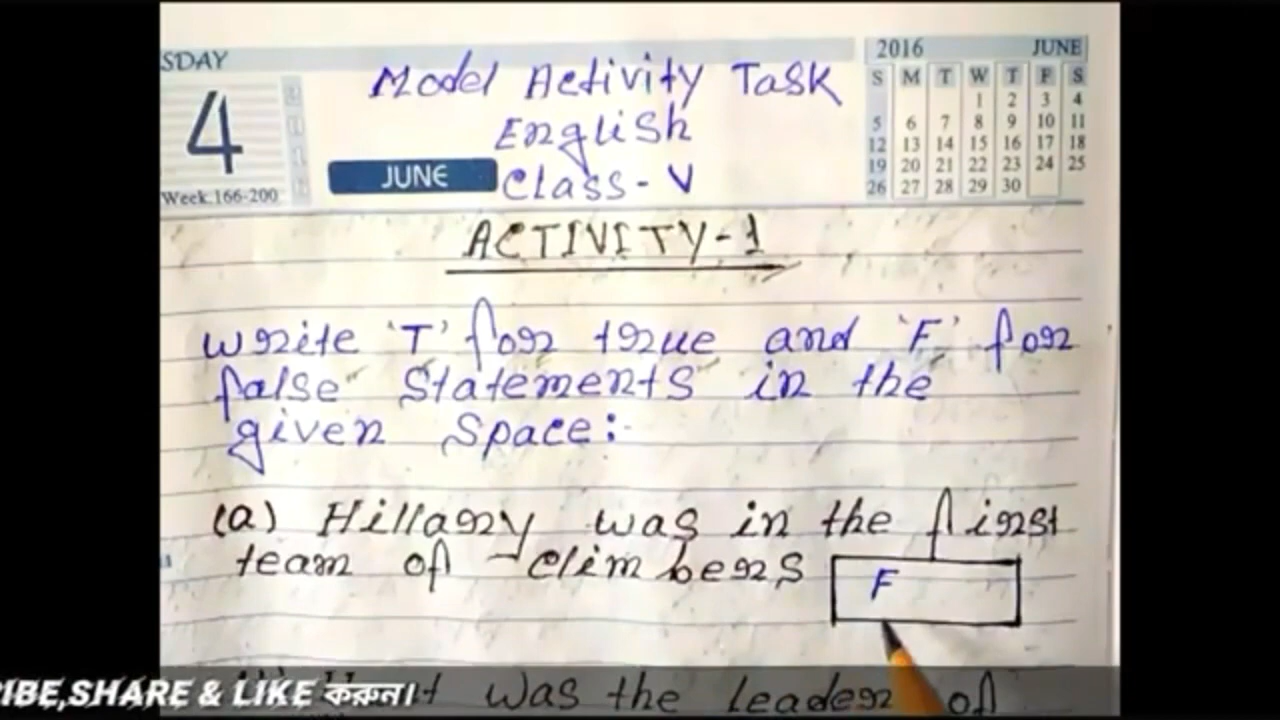 SDAY
4
Week 166-200
JUNE
Model Activity Task
English
Class - V
2016 JUNE
S M T W T F S
1 2 3 4
5 6 7 8 9 10 11
12 13 14 15 16 17 18
19 20 21 22 23 24 25
26 27 28 29 30
ACTIVITY-1
write 'T' for true and 'F' for
false statements in the
given space:-
(a) Hillary was in the first
team of climbers F
was the leader of
IBE,SHARE & LIKE করুন।